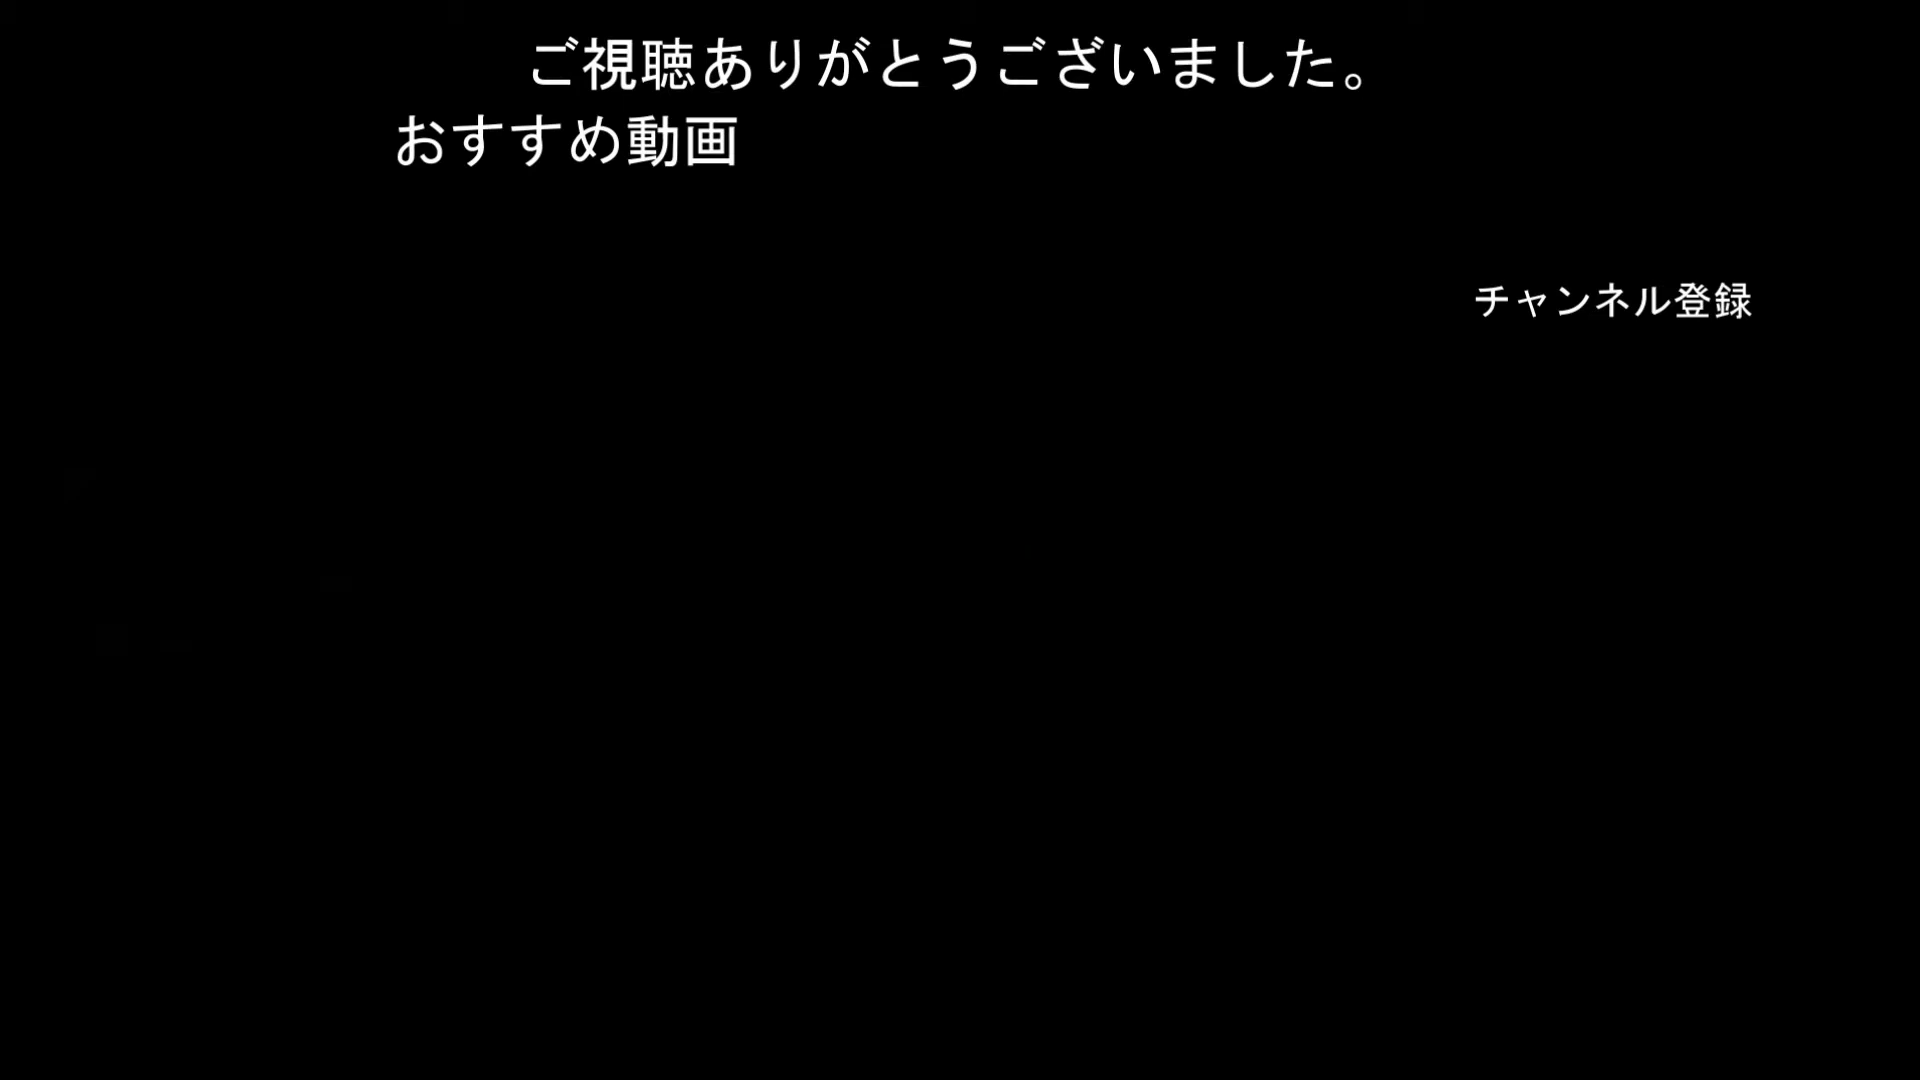 ご視聴ありがとうございました。
おすすめ動画
チャンネル登録